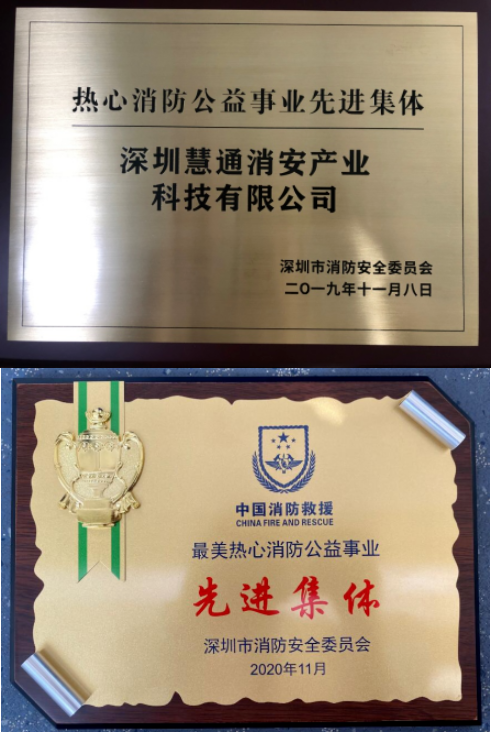 热心消防公益事业先进集体
深圳慧通消安产业
科技有限公司
深圳市消防安全委员会
二〇一九年十一月八日
中国消防救援
CHINA FIRE AND RESCUE
最美热心消防公益事业
先进集体
深圳市消防安全委员会
2020年11月